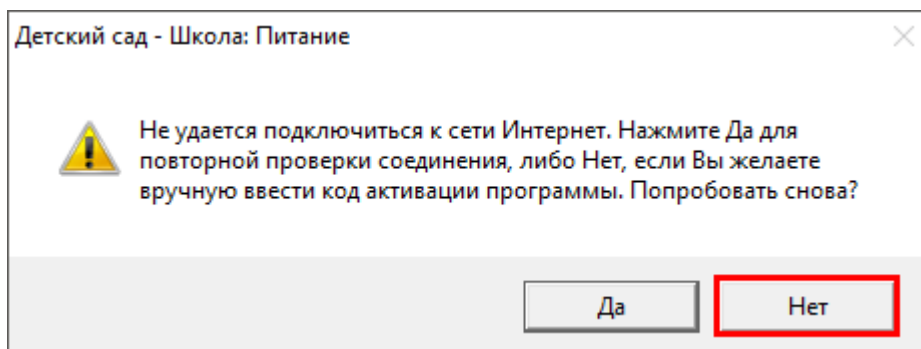 Детский сад - Школа: Питание
Не удается подключиться к сети Интернет. Нажмите Да для
повторной проверки соединения, либо Нет, если Вы желаете
вручную ввести код активации программы. Попробовать снова?
Да Нет